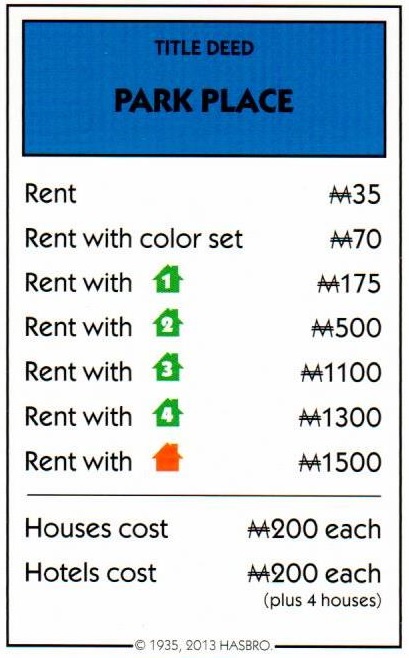 TITLE DEED
PARK PLACE
Rent ₩35
Rent with color set ₩70
Rent with 1 ₩175
Rent with 2 ₩500
Rent with 3 ₩1100
Rent with 4 ₩1300
Rent with ₩1500
Houses cost ₩200 each
Hotels cost ₩200 each
(plus 4 houses)
© 1935, 2013 HASBRO.